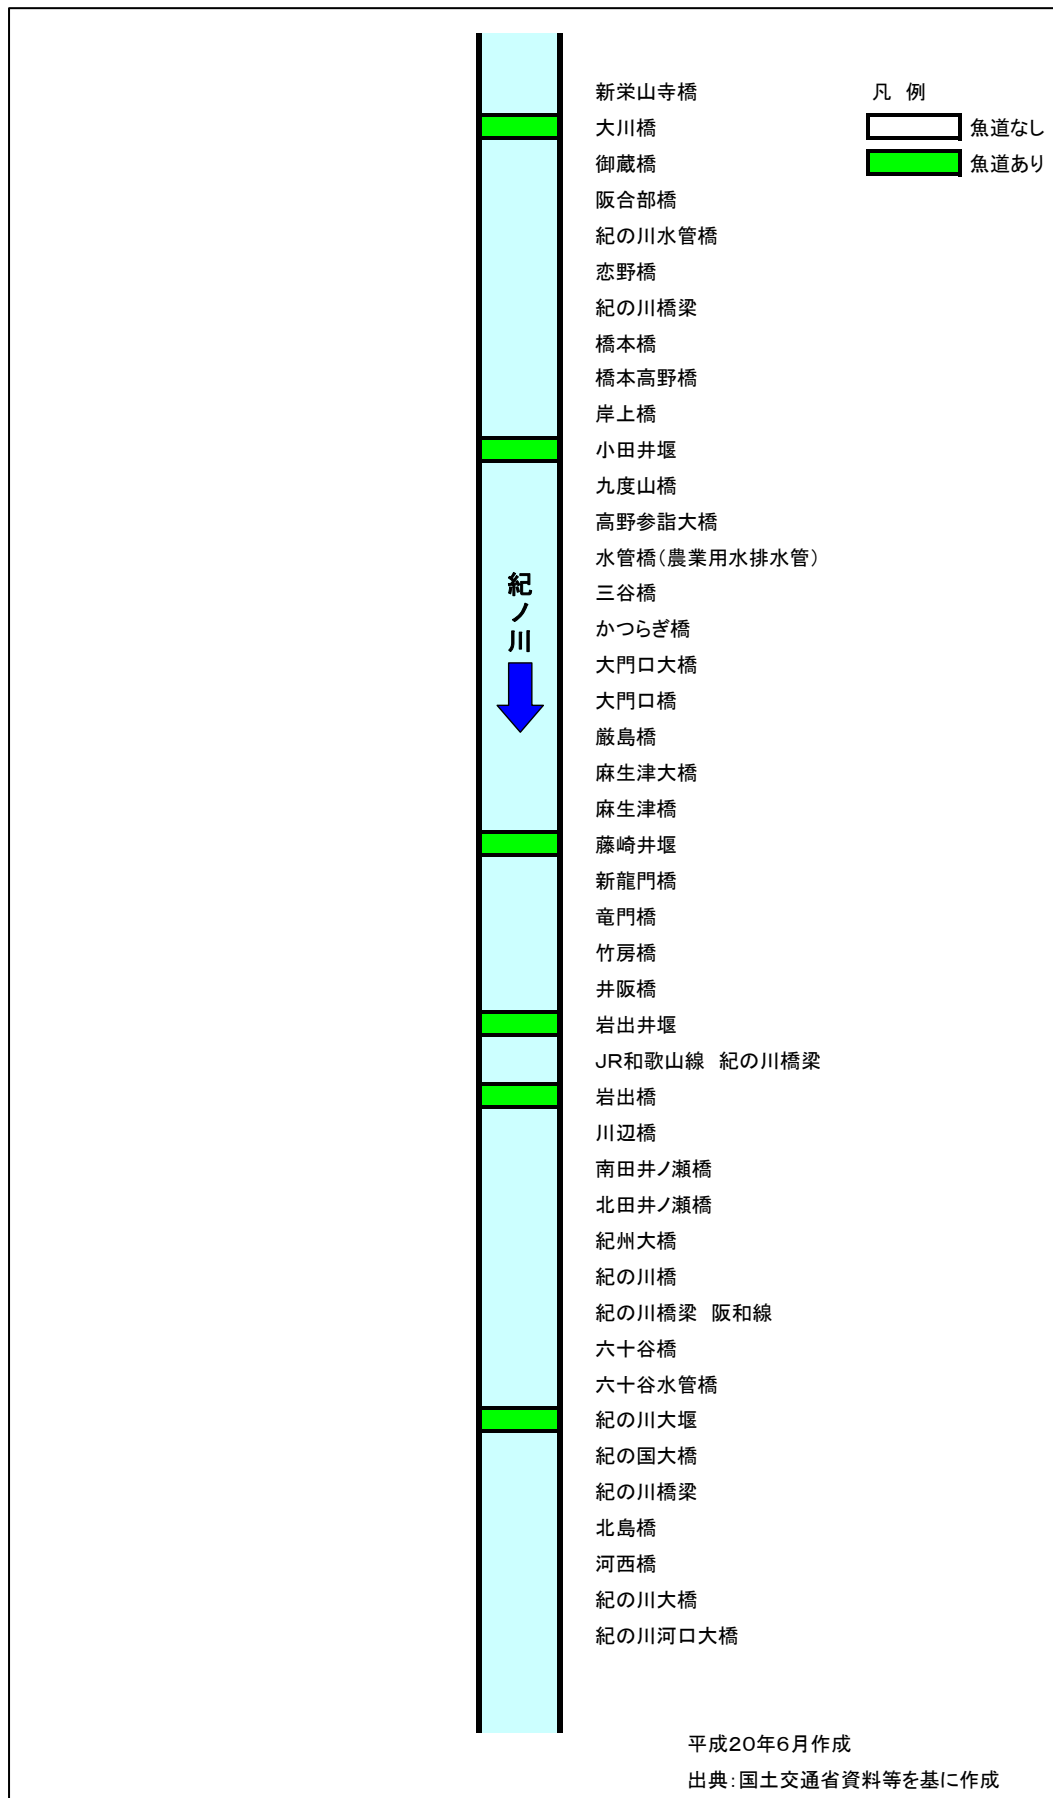 新栄山寺橋
凡 例
大川橋
魚道なし
御蔵橋
魚道あり
阪合部橋
紀の川水管橋
恋野橋
紀の川橋梁
橋本橋
橋本高野橋
岸上橋
小田井堰
九度山橋
高野参詣大橋
水管橋(農業用水排水管)
三谷橋
紀ノ川
かつらぎ橋
大門口大橋
大門口橋
厳島橋
麻生津大橋
麻生津橋
藤崎井堰
新龍門橋
竜門橋
竹房橋
井阪橋
岩出井堰
JR和歌山線 紀の川橋梁
岩出橋
川辺橋
南田井ノ瀬橋
北田井ノ瀬橋
紀州大橋
紀の川橋
紀の川橋梁 阪和線
六十谷橋
六十谷水管橋
紀の川大堰
紀の国大橋
紀の川橋梁
北島橋
河西橋
紀の川大橋
紀の川河口大橋
平成20年6月作成
出典:国土交通省資料等を基に作成